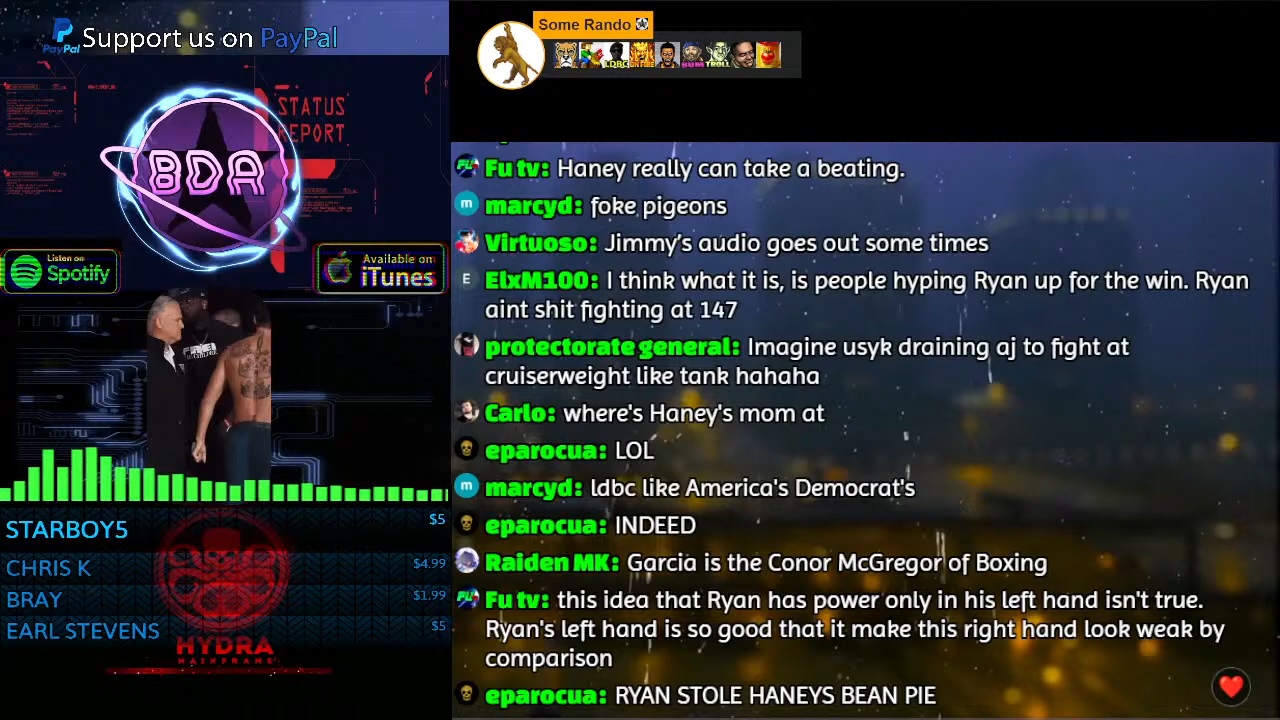 PayPal
Support us on PayPal
STATUS
REPORT
BDA
Listen on
Spotify
Available on
iTunes
STARBOY5 $5
CHRIS K $4.99
BRAY $1.99
EARL STEVENS $5
HYDRA
MAINFRAME
Some Rando
LDBC ON FIRE BUM TROLL
Fu tv: Haney really can take a beating.
m marcyd: foke pigeons
Virtuoso: Jimmy's audio goes out some times
E ElxM100: I think what it is, is people hyping Ryan up for the win. Ryan
aint shit fighting at 147
protectorate general: Imagine usyk draining aj to fight at
cruiserweight like tank hahaha
Carlo: where's Haney's mom at
eparocua: LOL
m marcyd: ldbc like America's Democrat's
eparocua: INDEED
Raiden MK: Garcia is the Conor McGregor of Boxing
Fu tv: this idea that Ryan has power only in his left hand isn't true.
Ryan's left hand is so good that it make this right hand look weak by
comparison
eparocua: RYAN STOLE HANEYS BEAN PIE